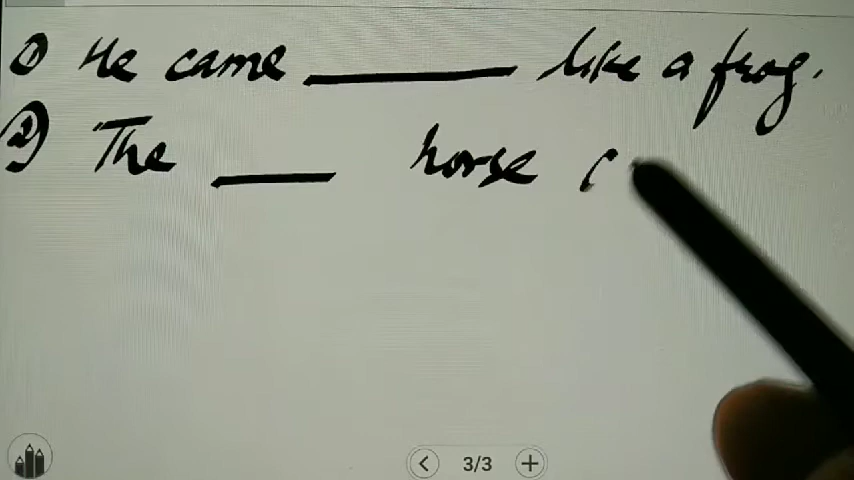 ① He came ______ like a frog.
② The ____ horse c
3/3